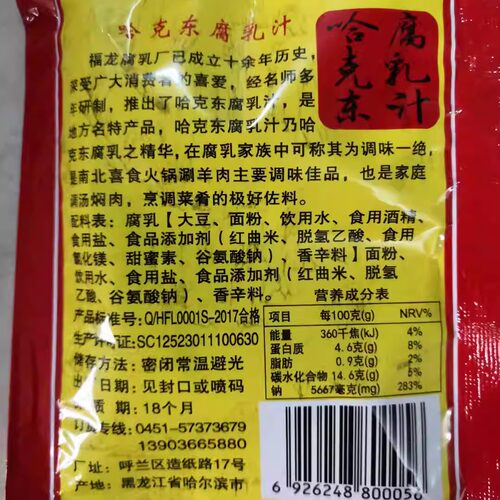 哈克东腐乳汁
腐乳汁
哈克东
福龙腐乳厂已成立十余年历史,
深受广大消费者的喜爱,经名师多
年研制,推出了哈克东腐乳汁,是
地方名特产品,哈克东腐乳汁乃哈
克东腐乳之精华,在腐乳家族中可称其为调味一绝,
是南北喜食火锅涮羊肉主要调味佳品,也是家庭
调汤焖肉,烹调菜肴的极好佐料。
配料表:腐乳【大豆、面粉、饮用水、食用酒精、
食用盐、食品添加剂(红曲米、脱氢乙酸、食用
氯化镁、甜蜜素、谷氨酸钠)、香辛料】面粉、
饮用水、食用盐、食品添加剂(红曲米、脱氢
乙酸、谷氨酸钠)、香辛料。
产品标准号:Q/HFL0001S-2017合格
生产许可证:SC12523011100630
储存方法:密闭常温避光
出厂日期:见封口或喷码
保质期:18个月
订货专线:0451-57373679
13903665880
厂址:呼兰区造纸路17号
产地:黑龙江省哈尔滨市
营养成分表
项目 每100克(g) NRV%
能量 360千焦(kJ) 4%
蛋白质 4.6克(g) 8%
脂肪 0.9克(g) 2%
碳水化合物 14.6克(g) 5%
钠 5667毫克(mg) 283%
6 926248 800056